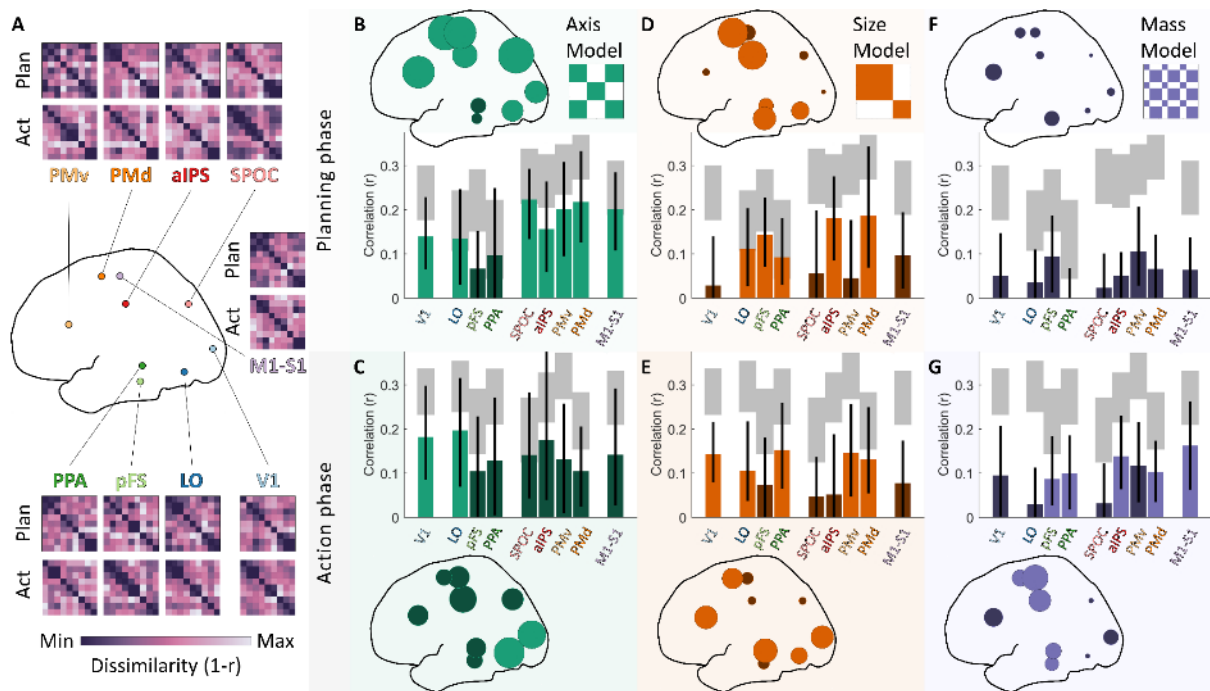 A
Plan
Act
PMv PMd aIPS SPOC
Plan
Act
M1-S1
PPA pFS LO V1
Plan
Act
Min Max
Dissimilarity (1-r)
Planning phase
Action phase
B
Axis
Model
Correlation (r)
0.3
0.2
0.1
0
V1 LO pFS PPA SPOC aIPS PMv PMd M1-S1
C
Correlation (r)
0.3
0.2
0.1
0
V1 LO pFS PPA SPOC aIPS PMv PMd M1-S1
D
Size
Model
Correlation (r)
0.3
0.2
0.1
0
V1 LO pFS PPA SPOC aIPS PMv PMd M1-S1
E
Correlation (r)
0.3
0.2
0.1
0
V1 LO pFS PPA SPOC aIPS PMv PMd M1-S1
F
Mass
Model
Correlation (r)
0.3
0.2
0.1
0
V1 LO pFS PPA SPOC aIPS PMv PMd M1-S1
G
Correlation (r)
0.3
0.2
0.1
0
V1 LO pFS PPA SPOC aIPS PMv PMd M1-S1